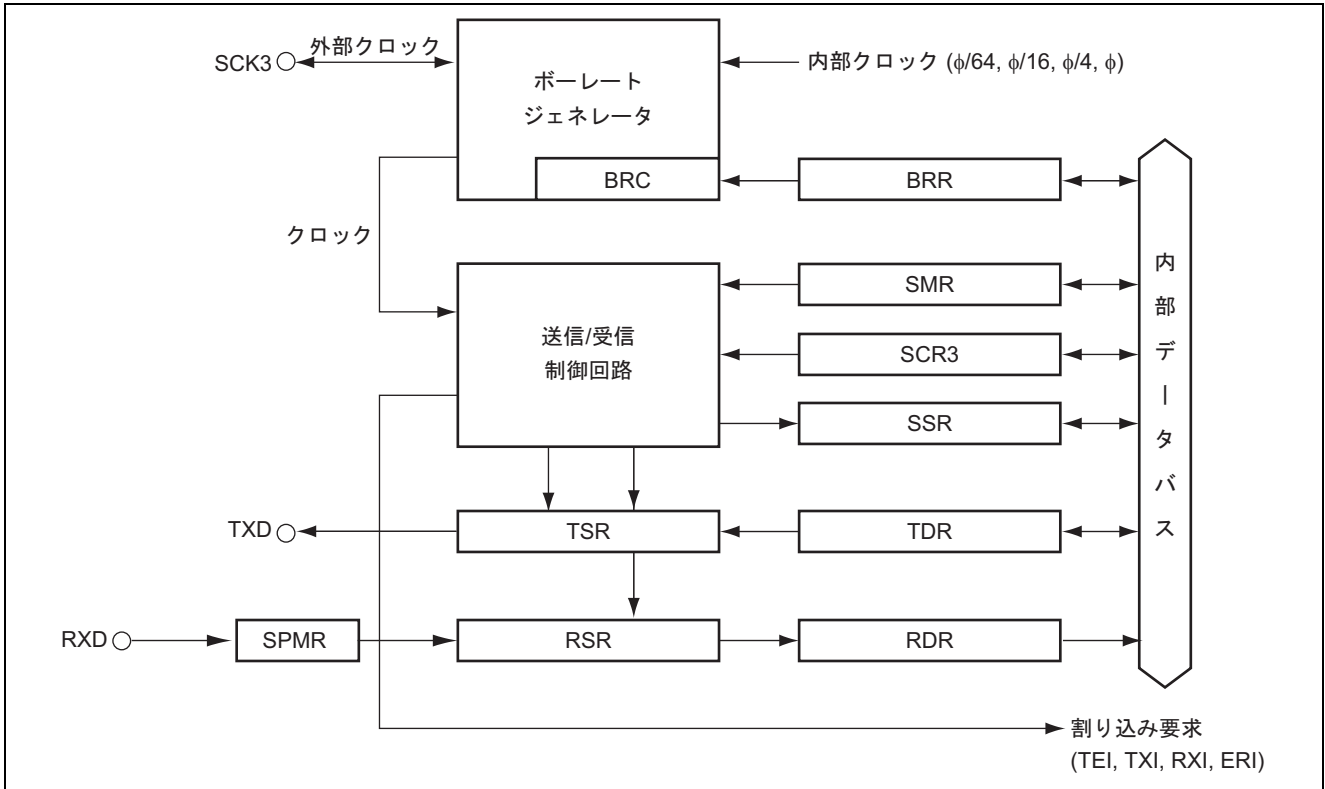 SCK3
外部クロック
ボーレート
ジェネレータ
内部クロック (φ/64, φ/16, φ/4, φ)
BRC
BRR
クロック
送信/受信
制御回路
SMR
SCR3
SSR
内部データバス
TXD
TSR
TDR
RXD
SPMR
RSR
RDR
割り込み要求
(TEI, TXI, RXI, ERI)